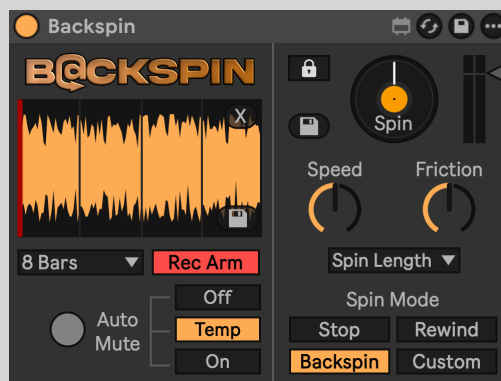 Backspin
B@CKSPIN
X
Spin
Speed
Friction
8 Bars
Rec Arm
Spin Length
Auto
Mute
Off
Temp
On
Spin Mode
Stop
Rewind
Backspin
Custom